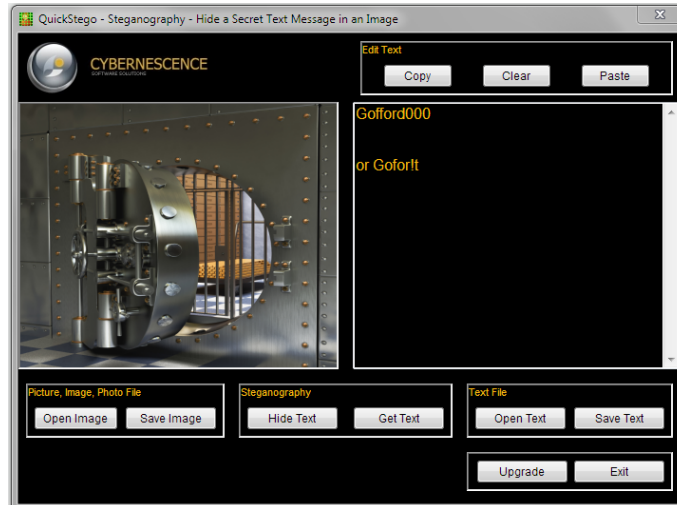 QuickStego - Steganography - Hide a Secret Text Message in an Image
CYBERNESCENCE
SOFTWARE SOLUTIONS
Edit Text
Copy
Clear
Paste
Gofford000
or Gofor!t
Picture, Image, Photo File
Open Image
Save Image
Steganography
Hide Text
Get Text
Text File
Open Text
Save Text
Upgrade
Exit